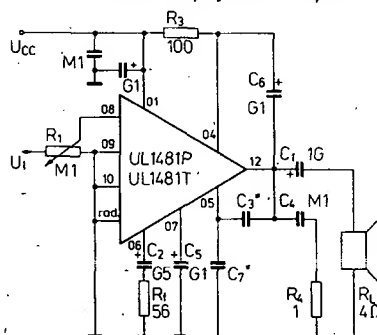 R3
UCC
100
M1
+
G1
01
C6
+
G1
08
04
R1
09
UL1481P
12
C1
1G
U1
M1
10
UL1481T
+
rad.
05
C3*
C4
M1
07
06
+
C2
+
C5
G5
G1
C7*
Rf
56
R4
1
RL
4Ω